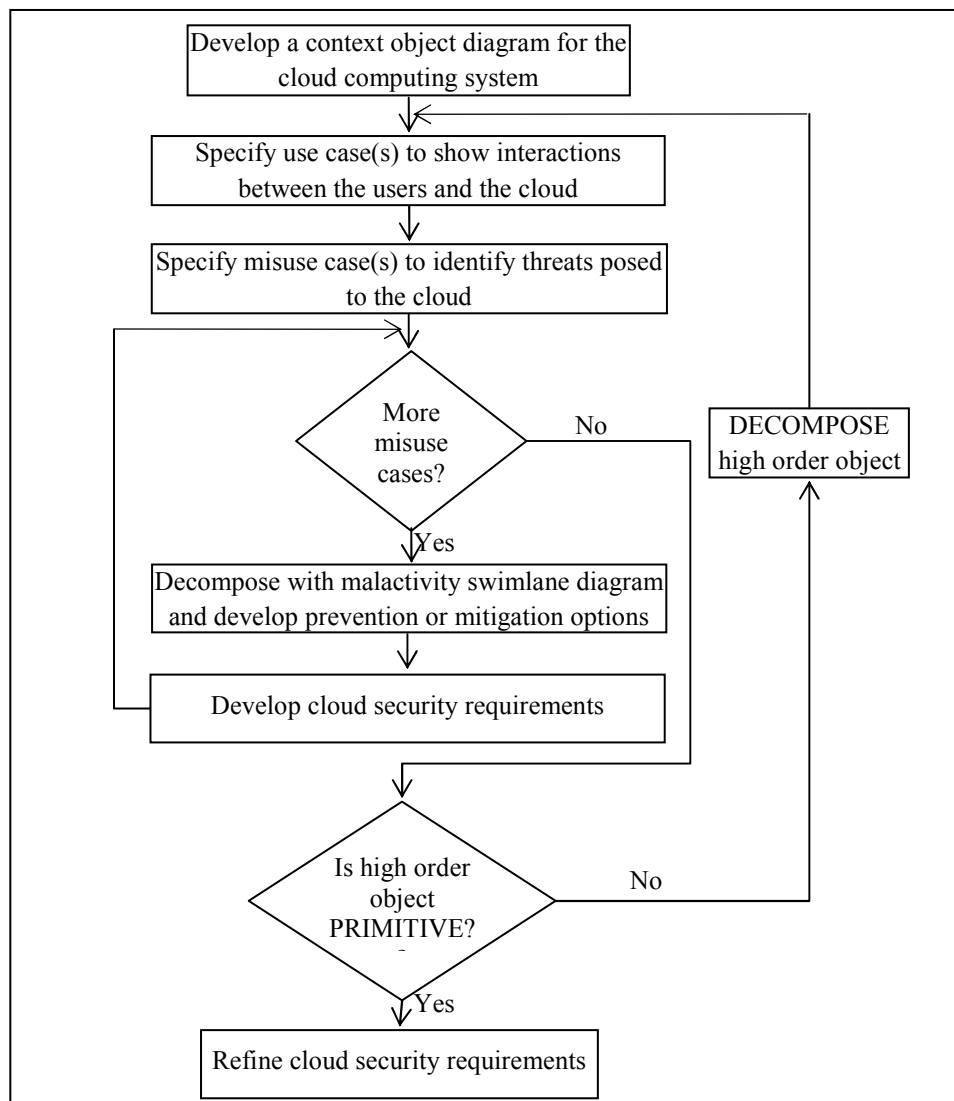 Develop a context object diagram for the
cloud computing system
Specify use case(s) to show interactions
between the users and the cloud
Specify misuse case(s) to identify threats posed
to the cloud
More
misuse
cases?
No
DECOMPOSE
high order object
Yes
Decompose with malactivity swimlane diagram
and develop prevention or mitigation options
Develop cloud security requirements
Is high order
object
PRIMITIVE?
No
Yes
Refine cloud security requirements